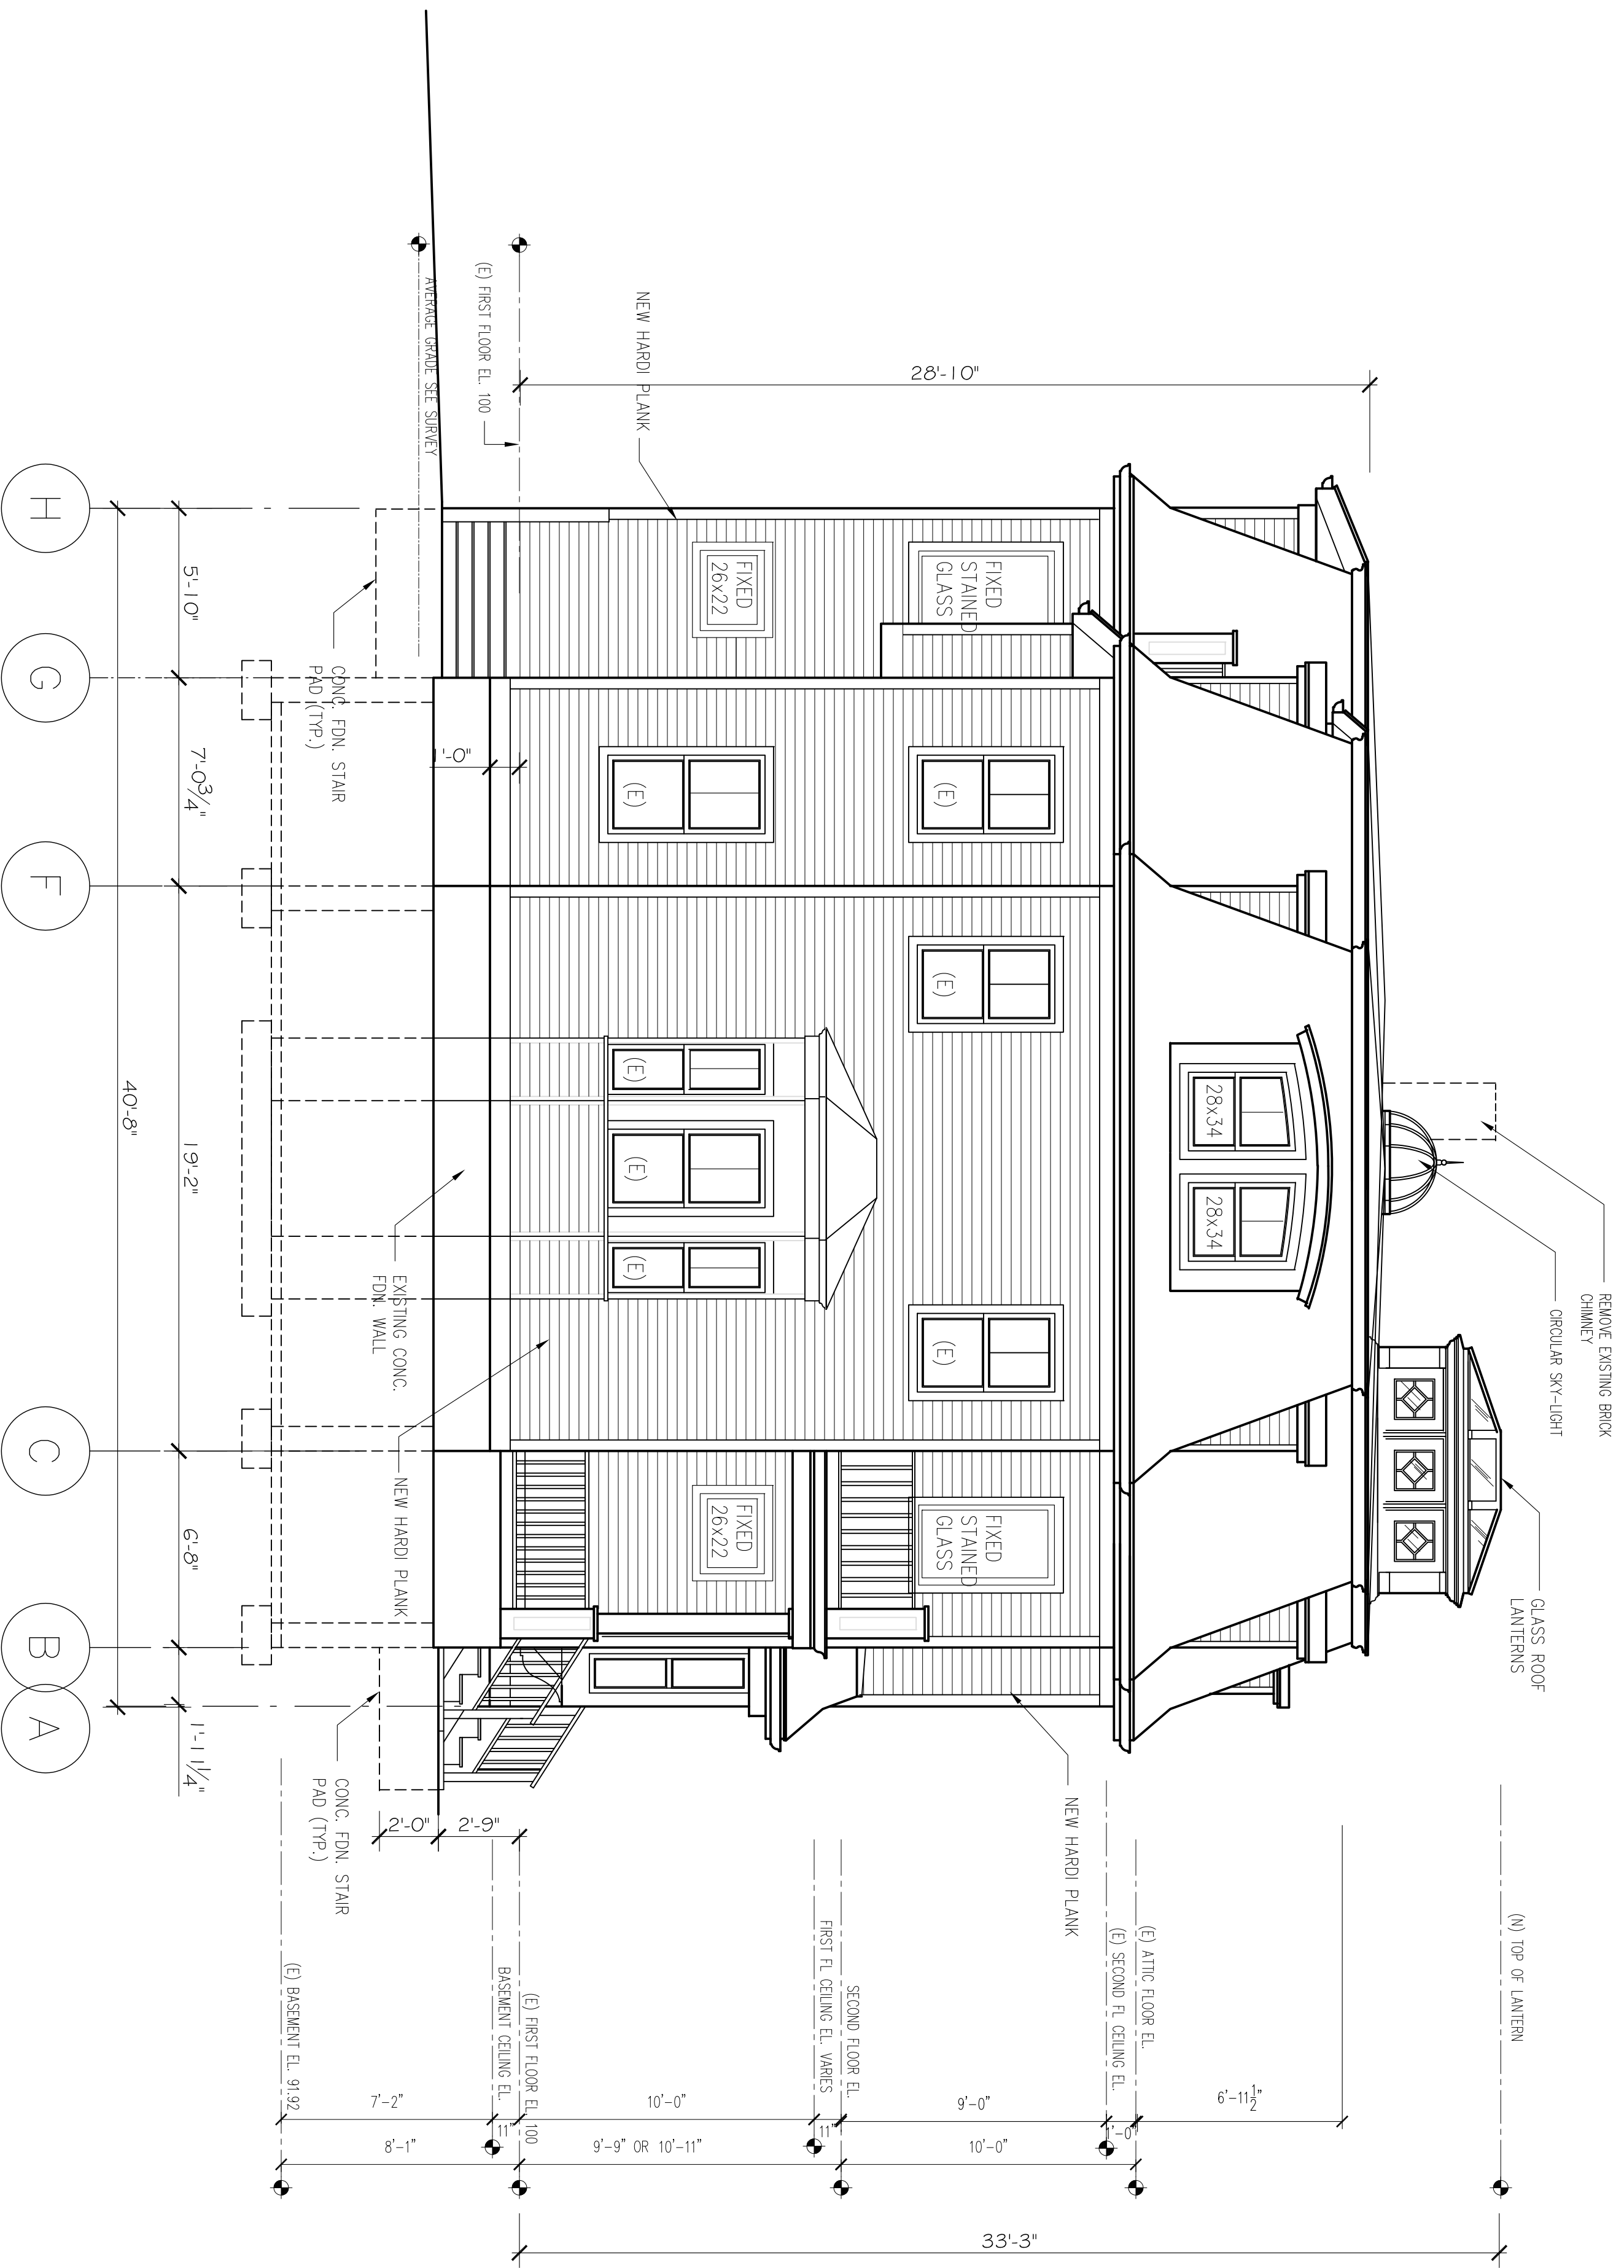 REMOVE EXISTING BRICK
CHIMNEY
CIRCULAR SKY-LIGHT
GLASS ROOF
LANTERNS
(N) TOP OF LANTERN
28'-10"
28x34
28x34
6'-11 1/2"
(E) ATTIC FLOOR EL.
(E) SECOND FL CEILING EL.
1'-0"
NEW HARDI PLANK
FIXED
STAINED
GLASS
(E)
(E)
(E)
FIXED
STAINED
GLASS
NEW HARDI PLANK
9'-0"
10'-0"
SECOND FLOOR EL.
FIRST FL CEILING EL. VARIES
11"
FIXED
26x22
FIXED
26x22
(E)
(E)
(E)
(E)
10'-0"
9'-9" OR 10'-11"
33'-3"
(E) FIRST FLOOR EL. 100
(E) FIRST FLOOR EL. 100
BASEMENT CEILING EL.
11"
AVERAGE GRADE SEE SURVEY
1'-0"
2'-9"
2'-0"
NEW HARDI PLANK
EXISTING CONC.
FDN. WALL
CONC. FDN. STAIR
PAD (TYP.)
CONC. FDN. STAIR
PAD (TYP.)
7'-2"
8'-1"
(E) BASEMENT EL. 91.92
5'-10"
7'-0 3/4"
19'-2"
6'-8"
1'-11 1/4"
40'-8"
H
G
F
C
B
A